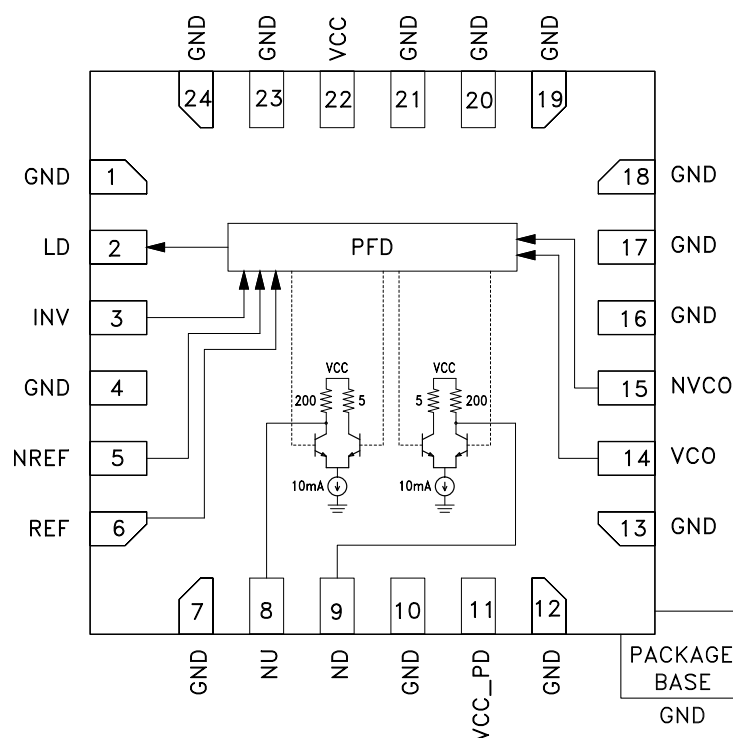 GND
GND
VCC
GND
GND
GND
24
23
22
21
20
19
GND 1
18 GND
LD 2
PFD
17 GND
INV 3
16 GND
VCC
VCC
200
5
5
200
GND 4
15 NVCO
NREF 5
14 VCO
10mA
10mA
REF 6
13 GND
7
8
9
10
11
12
GND
NU
ND
GND
VCC_PD
GND
PACKAGE
BASE
GND